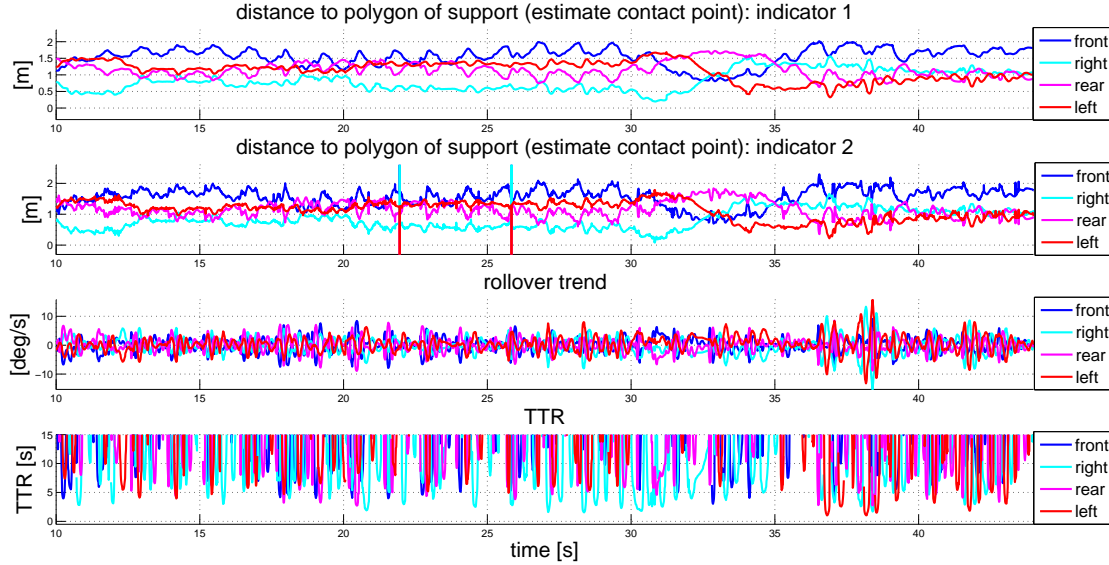 distance to polygon of support (estimate contact point): indicator 1
[m]
2
1.5
1
0.5
0
10 15 20 25 30 35 40
front
right
rear
left
distance to polygon of support (estimate contact point): indicator 2
[m]
2
1
0
10 15 20 25 30 35 40
front
right
rear
left
rollover trend
[deg/s]
10
0
−10
10 15 20 25 30 35 40
front
right
rear
left
TTR
TTR [s]
15
10
5
0
10 15 20 25 30 35 40
front
right
rear
left
time [s]